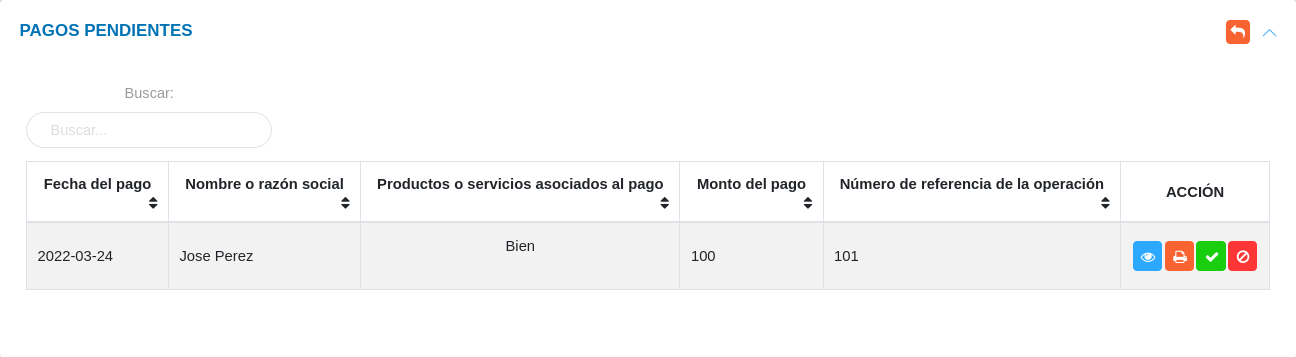 PAGOS PENDIENTES
Buscar:
Buscar...
Fecha del pago Nombre o razón social Productos o servicios asociados al pago Monto del pago Número de referencia de la operación ACCIÓN
2022-03-24 Jose Perez Bien 100 101